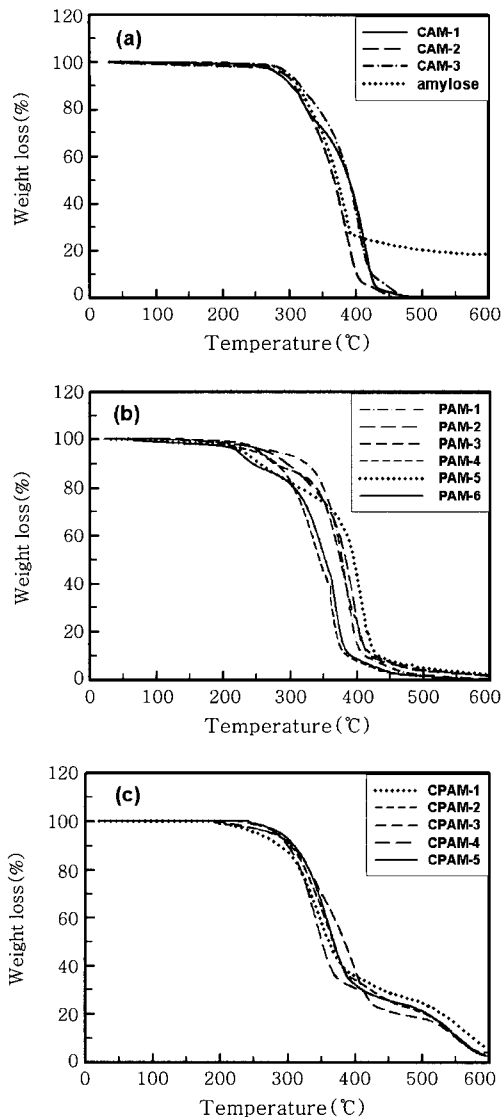 (a)
CAM-1
CAM-2
CAM-3
amylose
Weight loss(%)
120
100
80
60
40
20
0
0 100 200 300 400 500 600
Temperature(℃)
(b)
PAM-1
PAM-2
PAM-3
PAM-4
PAM-5
PAM-6
Weight loss(%)
120
100
80
60
40
20
0
0 100 200 300 400 500 600
Temperature(℃)
(c)
CPAM-1
CPAM-2
CPAM-3
CPAM-4
CPAM-5
Weight loss(%)
120
100
80
60
40
20
0
0 100 200 300 400 500 600
Temperature(℃)